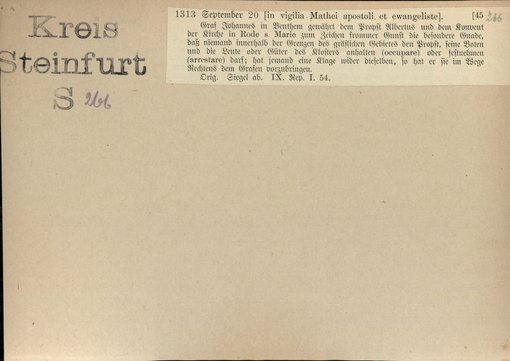 Kreis
Steinfurt
S 266
1313 September 20 [in vigilia Mathei apostoli et ewangeliste]. [45 266
Graf Johannes in Benthem gewährt dem Propst Albertus und dem Konvent
der Kirche in Rode s. Marie zum Zeichen frommer Gunst die besondere Gnade,
daß niemand innerhalb der Grenzen des gräflichen Gebietes den Propst, seine Boten
und die Leute oder Güter des Klosters anhalten (occupare) oder festnehmen
(arrestare) darf; hat jemand eine Klage wider dieselben, so hat er sie im Wege
Rechtens dem Grafen vorzubringen.
Orig. Siegel ab. IX. Rep. I. 54.